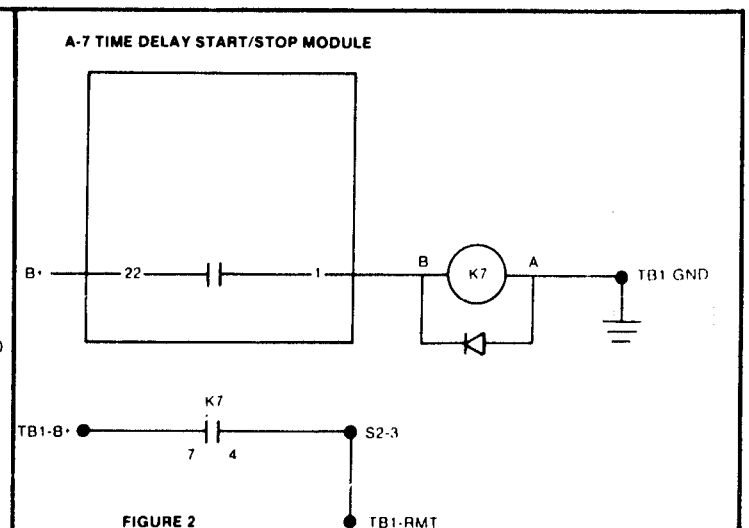 A-7 TIME DELAY START/STOP MODULE
B+ 22 1 B K7 A TB1 GND
)
K7
TB1-B+ 7 4 S2-3
FIGURE 2 TB1-RMT